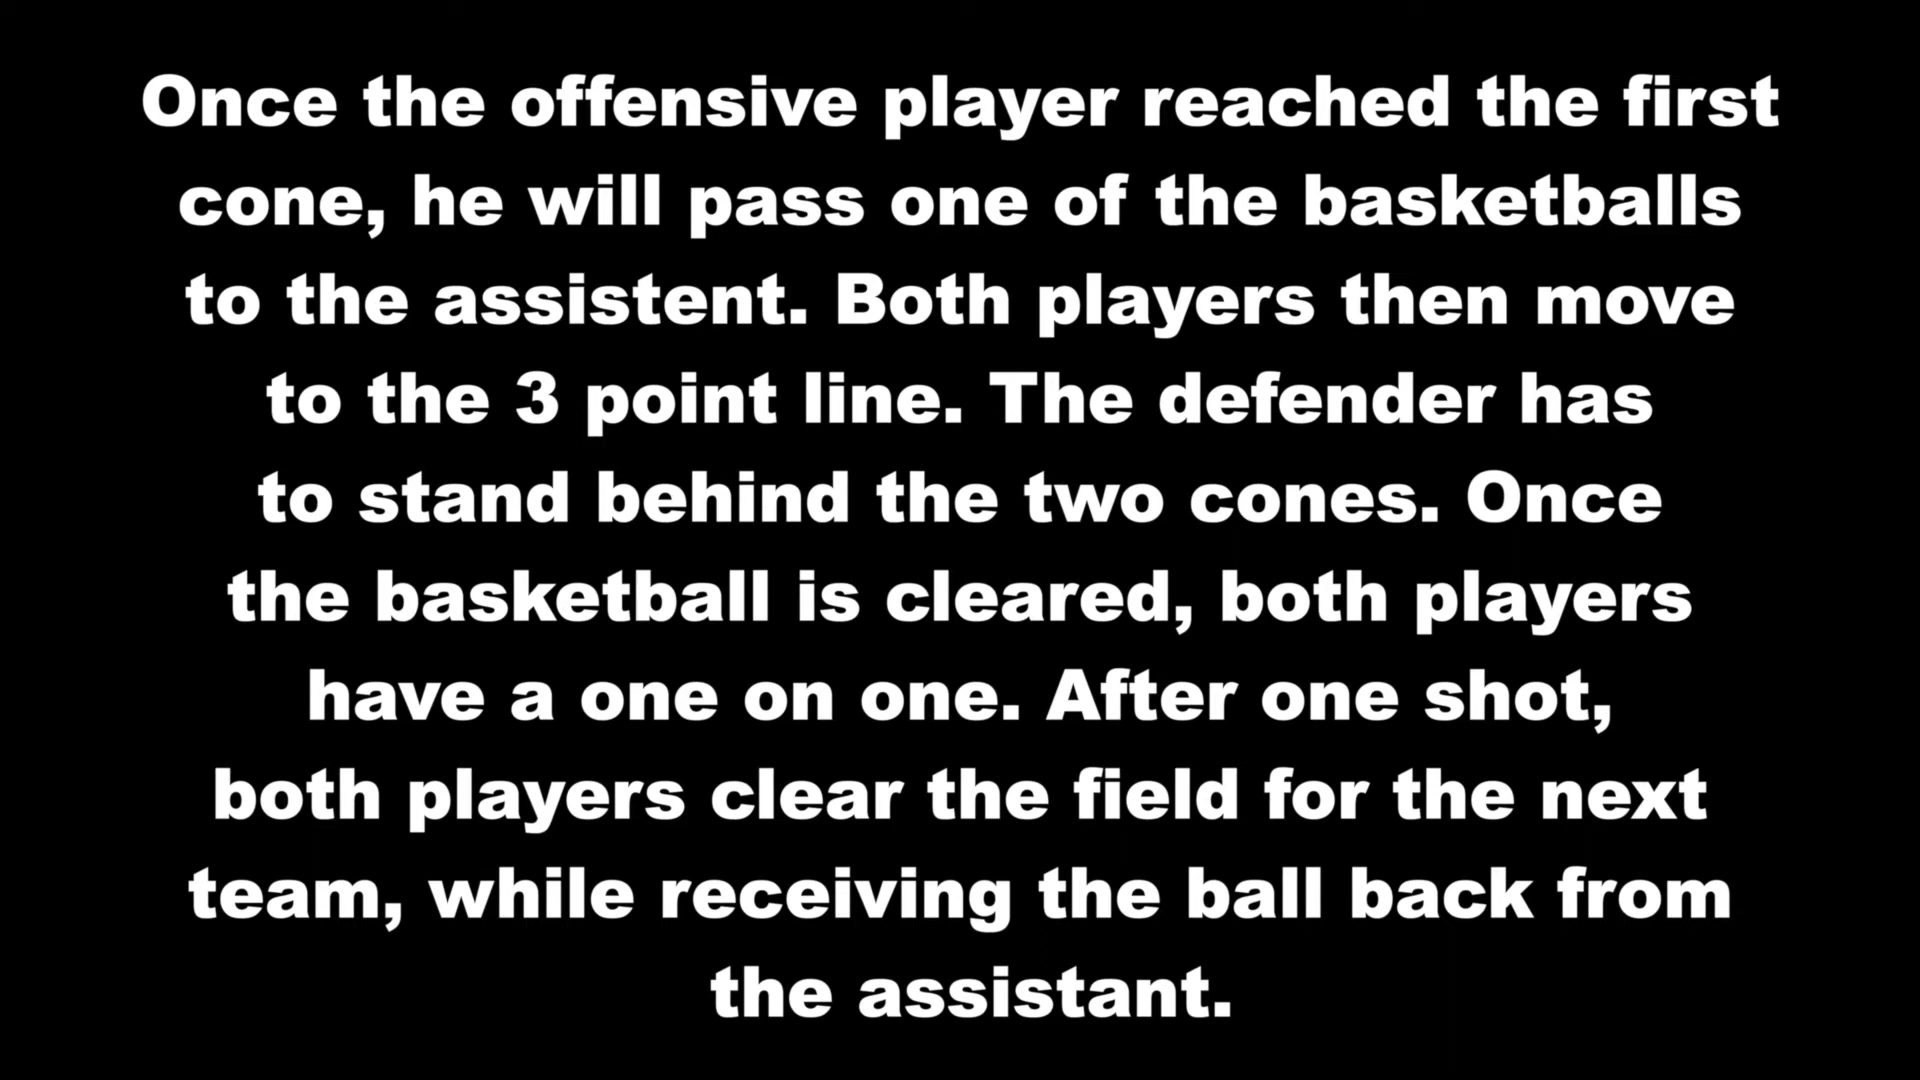 Once the offensive player reached the first
cone, he will pass one of the basketballs
to the assistent. Both players then move
to the 3 point line. The defender has
to stand behind the two cones. Once
the basketball is cleared, both players
have a one on one. After one shot,
both players clear the field for the next
team, while receiving the ball back from
the assistant.